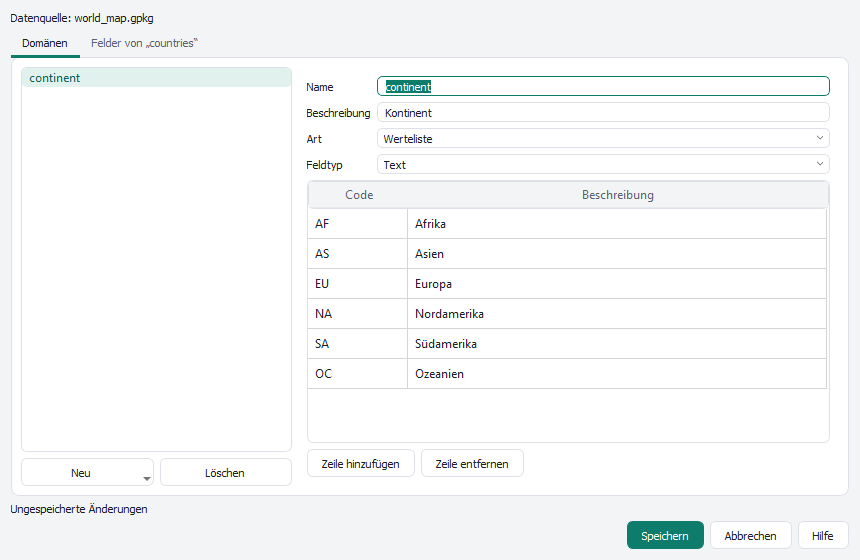 Datenquelle: world_map.gpkg
Domänen Felder von „countries“
continent
Name continent
Beschreibung Kontinent
Art Werteliste
Feldtyp Text
Code Beschreibung
AF Afrika
AS Asien
EU Europa
NA Nordamerika
SA Südamerika
OC Ozeanien
Zeile hinzufügen Zeile entfernen
Neu Löschen
Ungespeicherte Änderungen
Speichern Abbrechen Hilfe